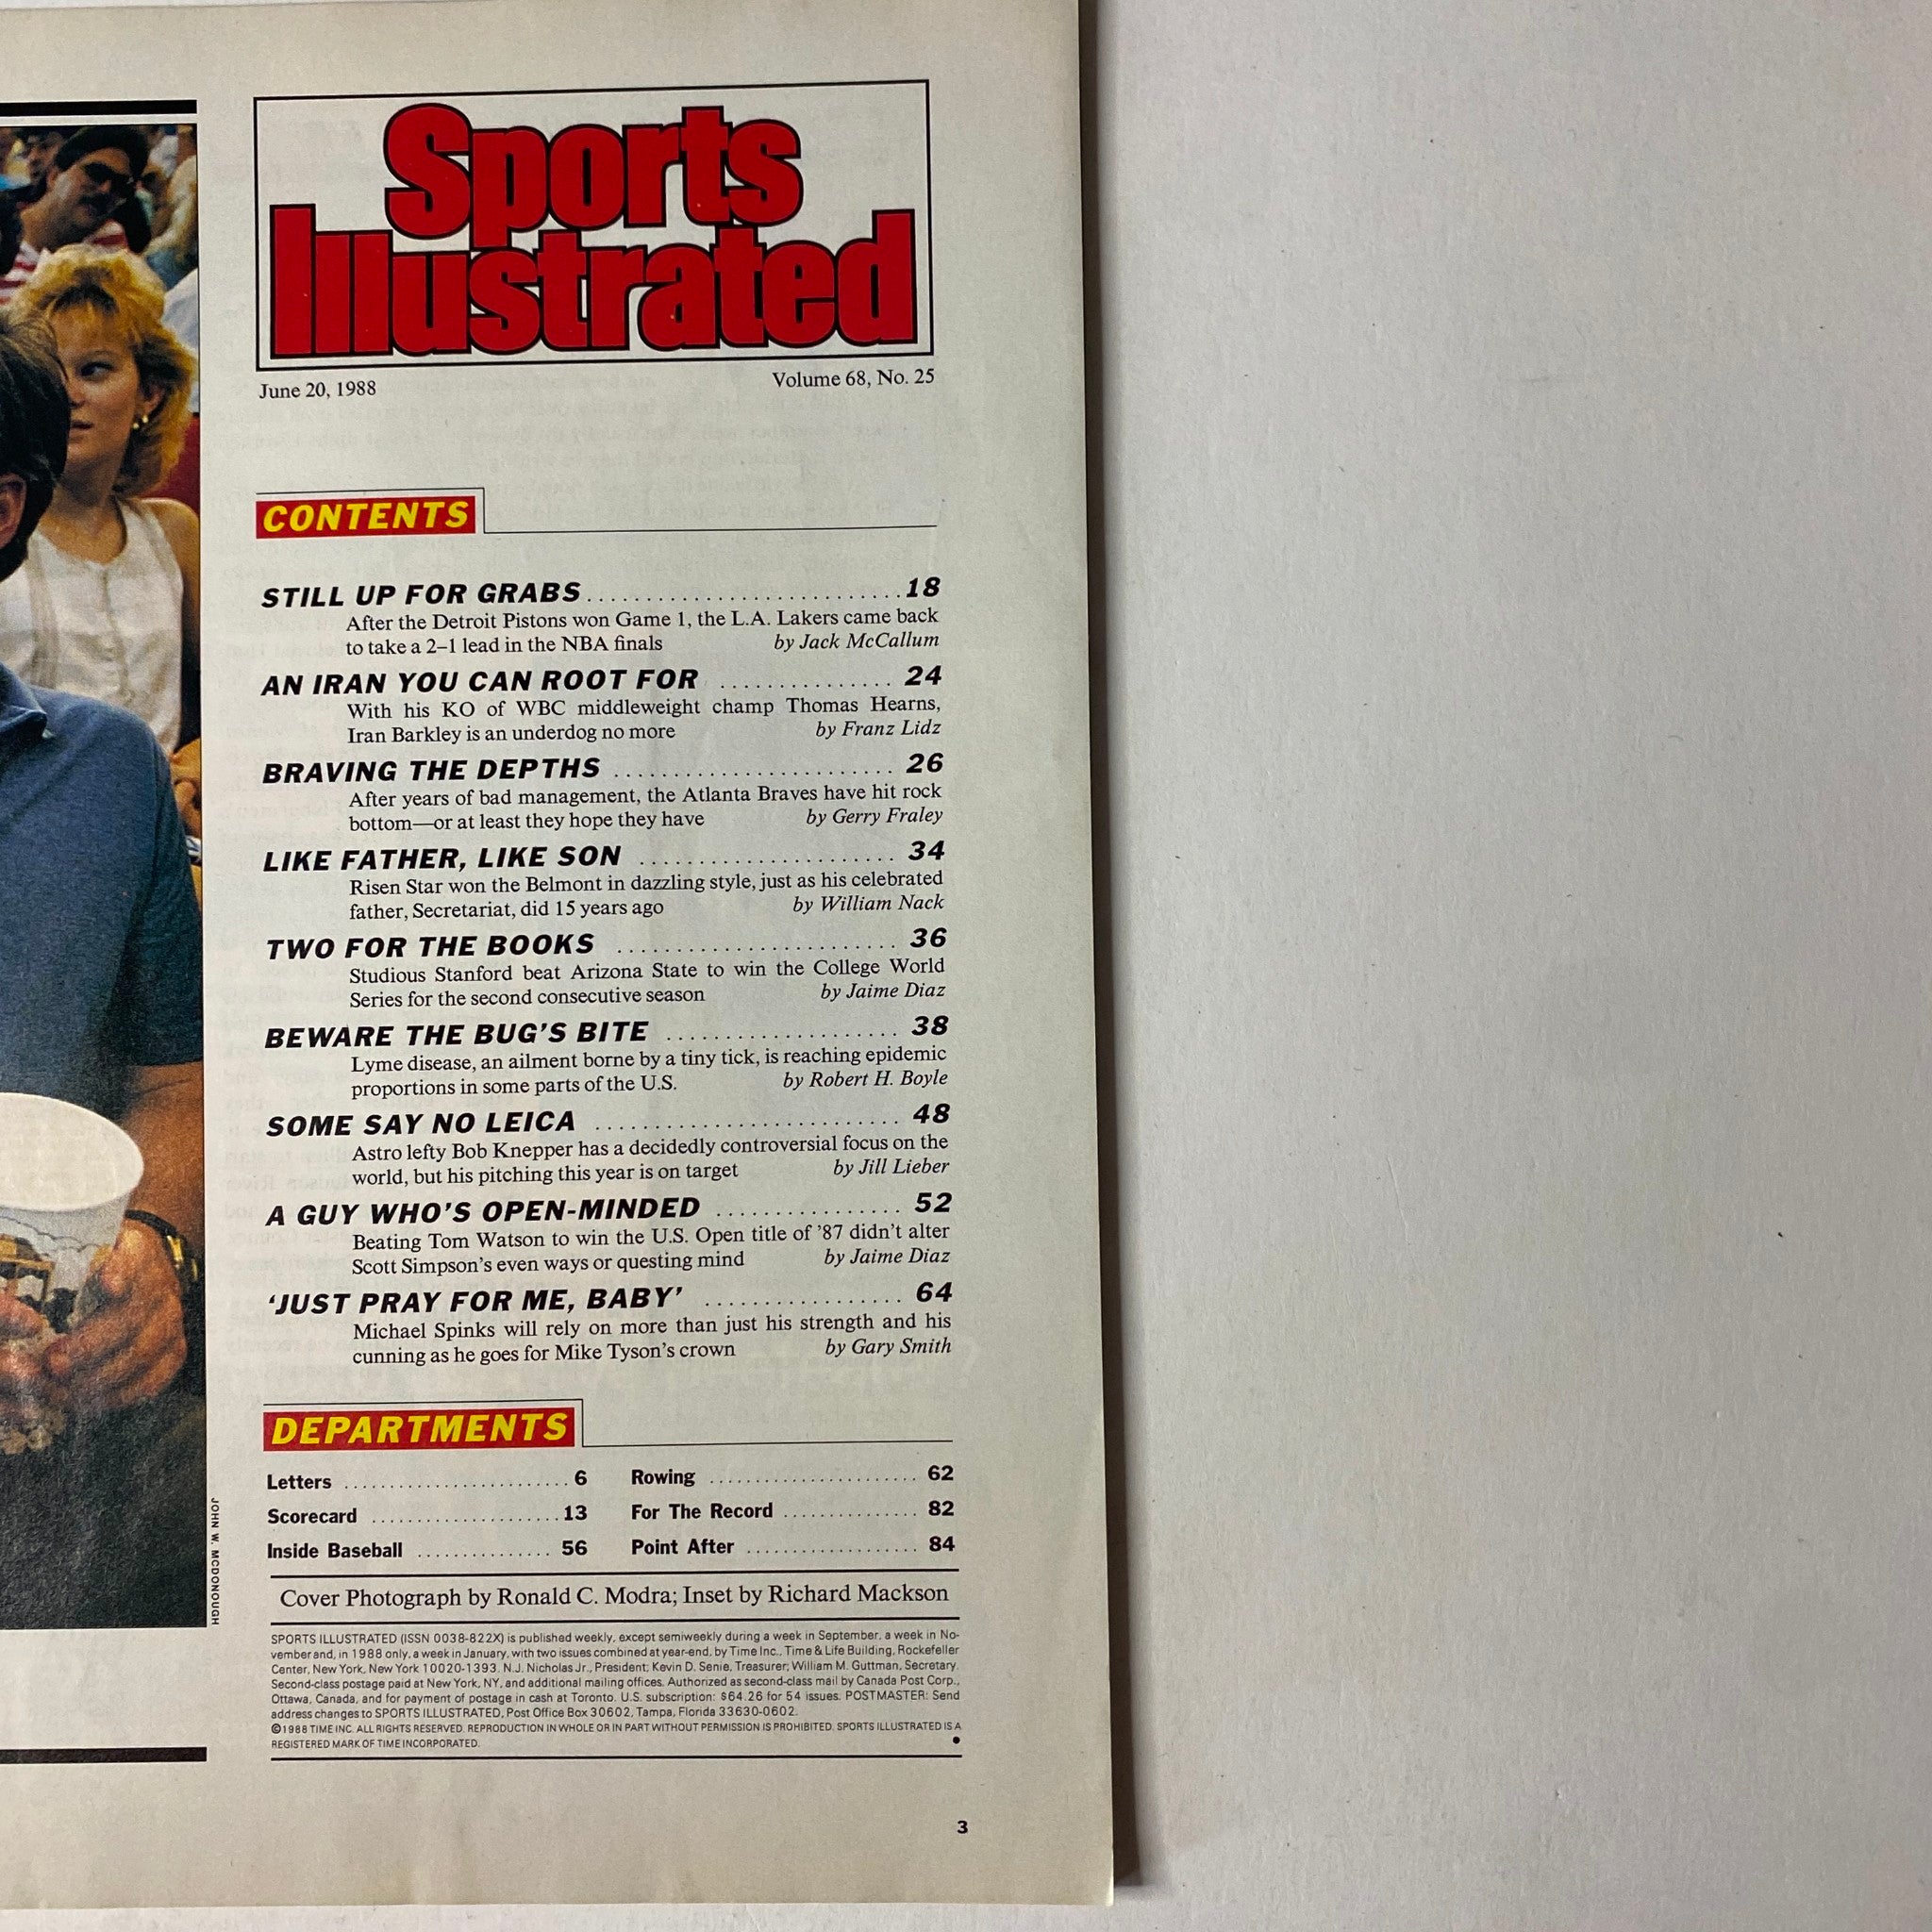 Sports
Illustrated
June 20, 1988
Volume 68, No. 25
CONTENTS
STILL UP FOR GRABS ........................... 18
After the Detroit Pistons won Game 1, the L.A. Lakers came back
to take a 2–1 lead in the NBA finals by Jack McCallum
AN IRAN YOU CAN ROOT FOR ............... 24
With his KO of WBC middleweight champ Thomas Hearns,
Iran Barkley is an underdog no more by Franz Lidz
BRAVING THE DEPTHS ........................ 26
After years of bad management, the Atlanta Braves have hit rock
bottom—or at least they hope they have by Gerry Fraley
LIKE FATHER, LIKE SON ...................... 34
Risen Star won the Belmont in dazzling style, just as his celebrated
father, Secretariat, did 15 years ago by William Nack
TWO FOR THE BOOKS ........................ 36
Studious Stanford beat Arizona State to win the College World
Series for the second consecutive season by Jaime Diaz
BEWARE THE BUG'S BITE .................... 38
Lyme disease, an ailment borne by a tiny tick, is reaching epidemic
proportions in some parts of the U.S. by Robert H. Boyle
SOME SAY NO LEICA .......................... 48
Astro lefty Bob Knepper has a decidedly controversial focus on the
world, but his pitching this year is on target by Jill Lieber
A GUY WHO'S OPEN-MINDED ................ 52
Beating Tom Watson to win the U.S. Open title of '87 didn't alter
Scott Simpson's even ways or questing mind by Jaime Diaz
'JUST PRAY FOR ME, BABY' ................. 64
Michael Spinks will rely on more than just his strength and his
cunning as he goes for Mike Tyson's crown by Gary Smith
DEPARTMENTS
Letters ........................ 6
Scorecard .................... 13
Inside Baseball ............... 56
Rowing ........................ 62
For The Record ............... 82
Point After .................... 84
Cover Photograph by Ronald C. Modra; Inset by Richard Mackson
SPORTS ILLUSTRATED (ISSN 0038-822X) is published weekly, except semiweekly during a week in September, a week in No-
vember and, in 1988 only, a week in January, with two issues combined at year-end, by Time Inc., Time & Life Building, Rockefeller
Center, New York, New York 10020-1393. N.J. Nicholas Jr., President; Kevin D. Senie, Treasurer; William M. Guttman, Secretary.
Second-class postage paid at New York, NY, and additional mailing offices. Authorized as second-class mail by Canada Post Corp.,
Ottawa, Canada, and for payment of postage in cash at Toronto. U.S. subscription: $64.26 for 54 issues. POSTMASTER: Send
address changes to SPORTS ILLUSTRATED, Post Office Box 30602, Tampa, Florida 33630-0602.
©1988 TIME INC. ALL RIGHTS RESERVED. REPRODUCTION IN WHOLE OR IN PART WITHOUT PERMISSION IS PROHIBITED. SPORTS ILLUSTRATED IS A
REGISTERED MARK OF TIME INCORPORATED.
JOHN W. MCDONOUGH
3